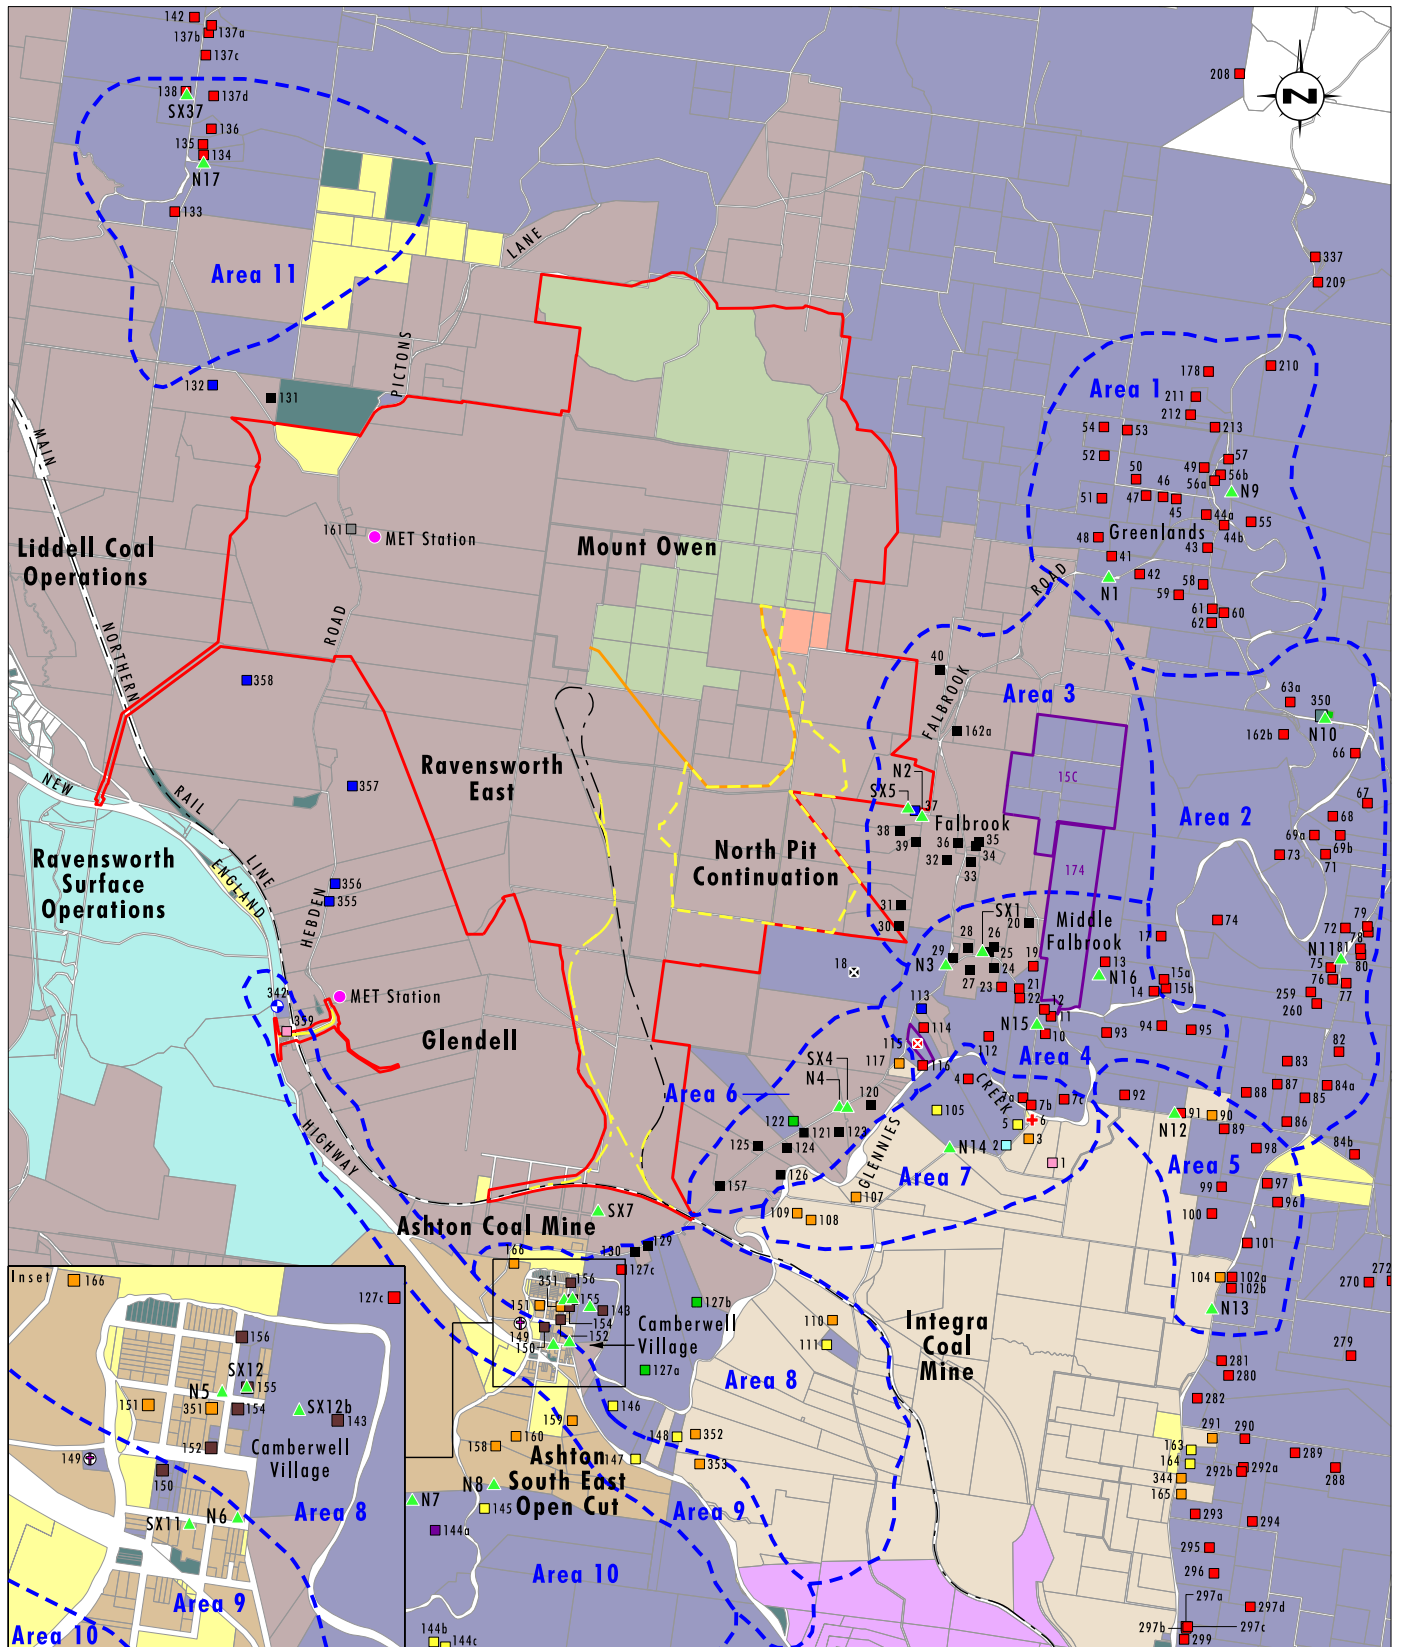 142
137a
137b
137c
208
138
137d
SX37
N
136
135
134
N17
133
LANE
337
Area 11
209
PICTONS
132
131
178
210
Area 1
211
212
213
54
53
MAIN
52
57
49
56b
50
56a
N9
51
47
46
45
44a
55
161
MET Station
Greenlands
44b
Liddell Coal
Operations
Mount Owen
48
43
41
42
N1
58
59
ROAD
61
60
62
NORTHERN
ROAD
40
358
Area 3
63a
350
FALBROOK
162a
162b
N10
66
Ravensworth
East
N2
15C
NEW
RAIL
357
SX5
37
67
Area 2
68
38
Falbrook
69a
69b
39
36
35
34
32
33
73
71
Ravensworth
Surface
Operations
LINE
ENGLAND
North Pit
Continuation
174
356
355
HEBDEN
31
30
SX1
20
Middle
Falbrook
74
79
72
78
28
26
29
25
17
N11
81
80
18
N3
27
24
19
13
N16
15a
75
76
77
342
MET Station
23
21
22
14
15b
259
260
359
113
12
11
Glendell
114
N15
10
94
95
93
115
112
82
117
116
Area 4
83
SX4
N4
4
CREEK
87
84a
Area 6
120
7a
7b
7c
92
88
85
105
5
6
191
90
122
121
123
N12
89
86
125
124
N14
2
3
98
84b
HIGHWAY
GLENNIES
126
Area 7
1
Area 5
157
107
99
97
96
109
108
100
Ashton Coal Mine
SX7
101
129
130
166
127c
Inset
166
351
156
127c
104
102a
102b
272
270
151
155
143
127b
N13
154
149
152
Camberwell
Village
110
Integra
Coal
Mine
156
150
111
279
SX12
127a
281
280
N5
155
Area 8
151
351
154
SX12b
282
143
146
152
Camberwell
Village
159
148
352
291
290
149
158
160
163
289
147
164
292a
292b
288
150
Ashton
South East
Open Cut
353
344
165
N8
N7
145
Area 8
N6
SX11
144a
Area 9
293
294
295
Area 10
296
Area 9
297a
297d
Area 10
144b
144c
297b
297c
299